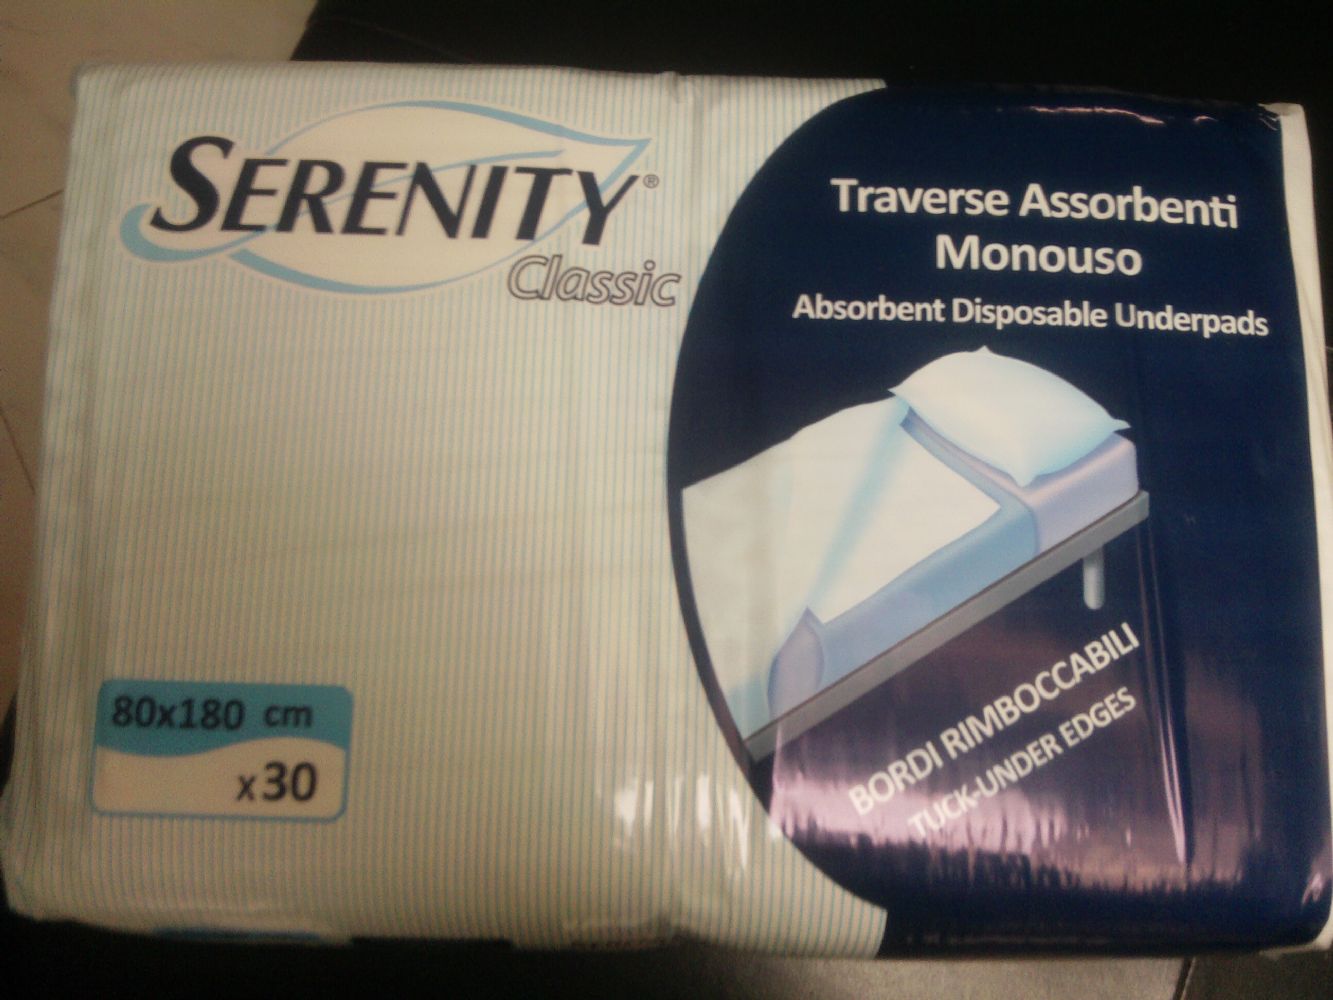 SERENITY®
Classic
Traverse Assorbenti
Monouso
Absorbent Disposable Underpads
BORDI RIMBOCCABILI
TUCK-UNDER EDGES
80x180 cm
x30